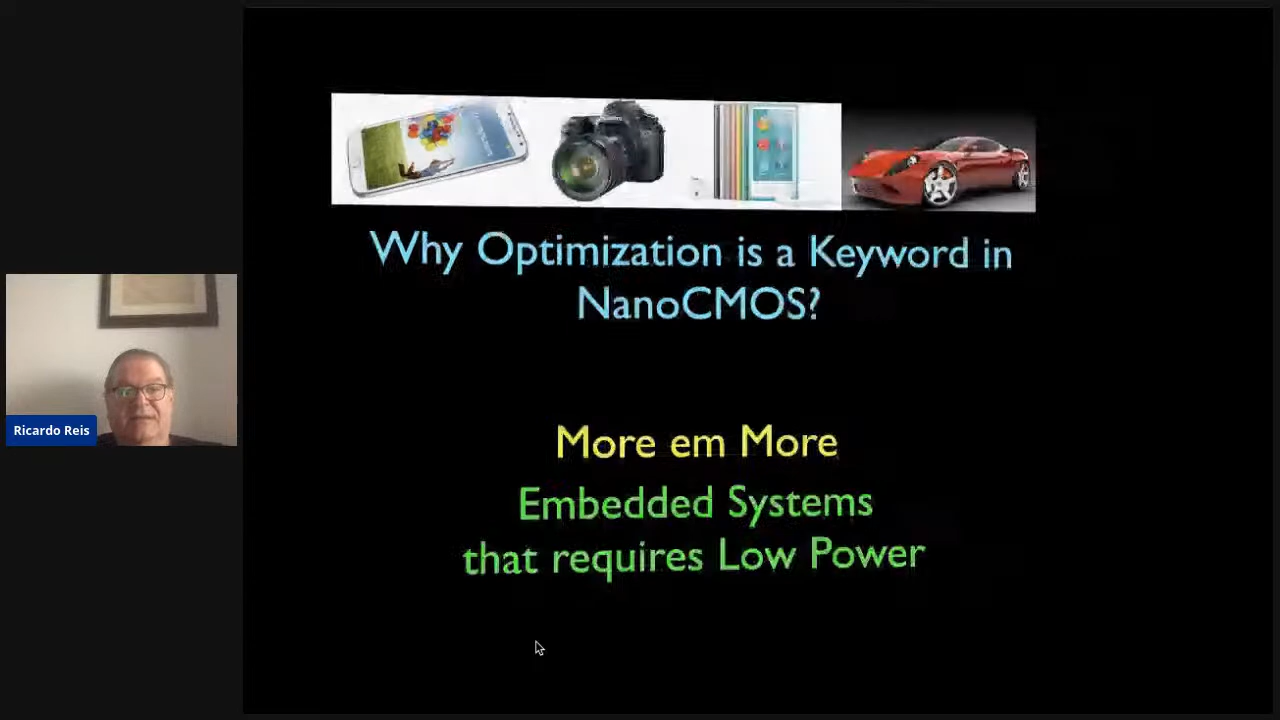 Why Optimization is a Keyword in
NanoCMOS?
More em More
Embedded Systems
that requires Low Power
Ricardo Reis